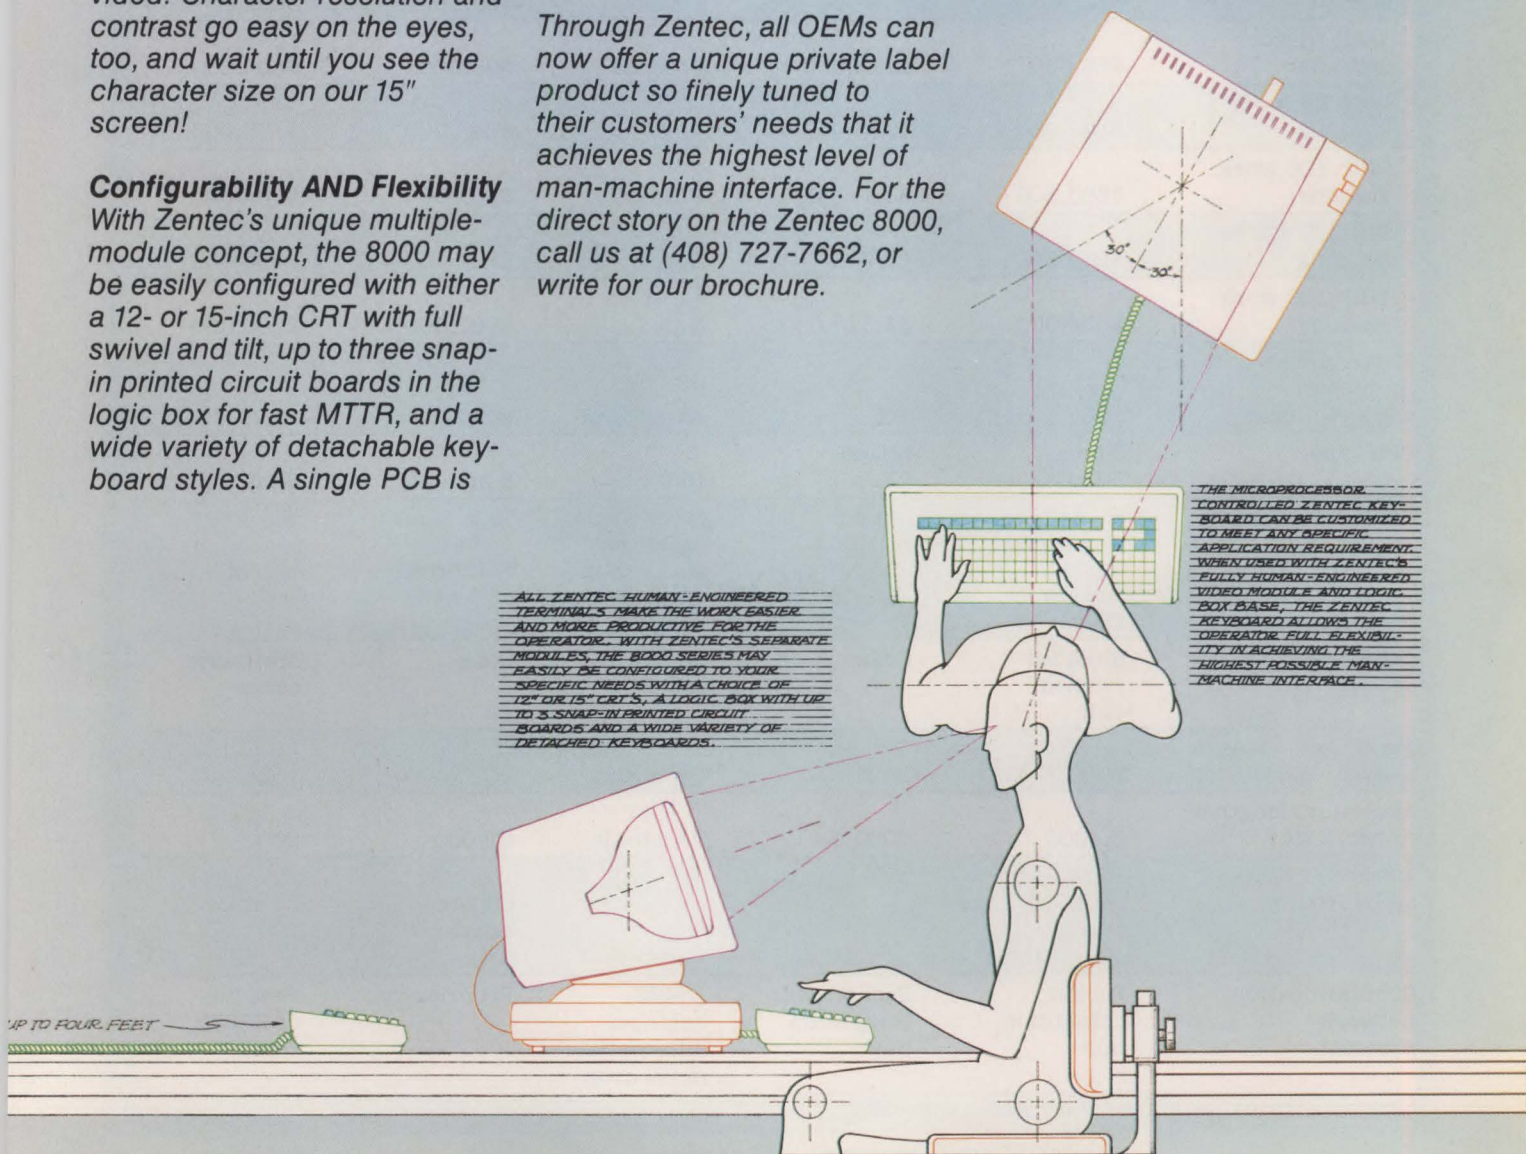 video! Character resolution and
contrast go easy on the eyes,
too, and wait until you see the
character size on our 15"
screen!
Configurability AND Flexibility
With Zentec's unique multiple-
module concept, the 8000 may
be easily configured with either
a 12- or 15-inch CRT with full
swivel and tilt, up to three snap-
in printed circuit boards in the
logic box for fast MTTR, and a
wide variety of detachable key-
board styles. A single PCB is
Through Zentec, all OEMs can
now offer a unique private label
product so finely tuned to
their customers' needs that it
achieves the highest level of
man-machine interface. For the
direct story on the Zentec 8000,
call us at (408) 727-7662, or
write for our brochure.
30°
30°
THE MICROPROCESSOR
CONTROLLED ZENTEC KEY-
BOARD CAN BE CUSTOMIZED
TO MEET ANY SPECIFIC
APPLICATION REQUIREMENT.
WHEN USED WITH ZENTEC'S
FULLY HUMAN-ENGINEERED
VIDEO MODULE AND LOGIC
BOX BASE, THE ZENTEC
KEYBOARD ALLOWS THE
OPERATOR FULL FLEXIBIL-
ITY IN ACHIEVING THE
HIGHEST POSSIBLE MAN-
MACHINE INTERFACE.
ALL ZENTEC HUMAN-ENGINEERED
TERMINALS MAKE THE WORK EASIER
AND MORE PRODUCTIVE FOR THE
OPERATOR. WITH ZENTEC'S SEPARATE
MODULES, THE 8000 SERIES MAY
EASILY BE CONFIGURED TO YOUR
SPECIFIC NEEDS WITH A CHOICE OF
12" OR 15" CRT'S, A LOGIC BOX WITH UP
TO 3 SNAP-IN PRINTED CIRCUIT
BOARDS AND A WIDE VARIETY OF
DETACHED KEYBOARDS.
UP TO FOUR FEET